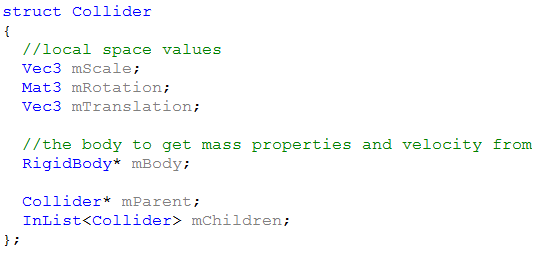 struct Collider
{
  //local space values
  Vec3 mScale;
  Mat3 mRotation;
  Vec3 mTranslation;

  //the body to get mass properties and velocity from
  RigidBody* mBody;

  Collider* mParent;
  InList<Collider> mChildren;
};